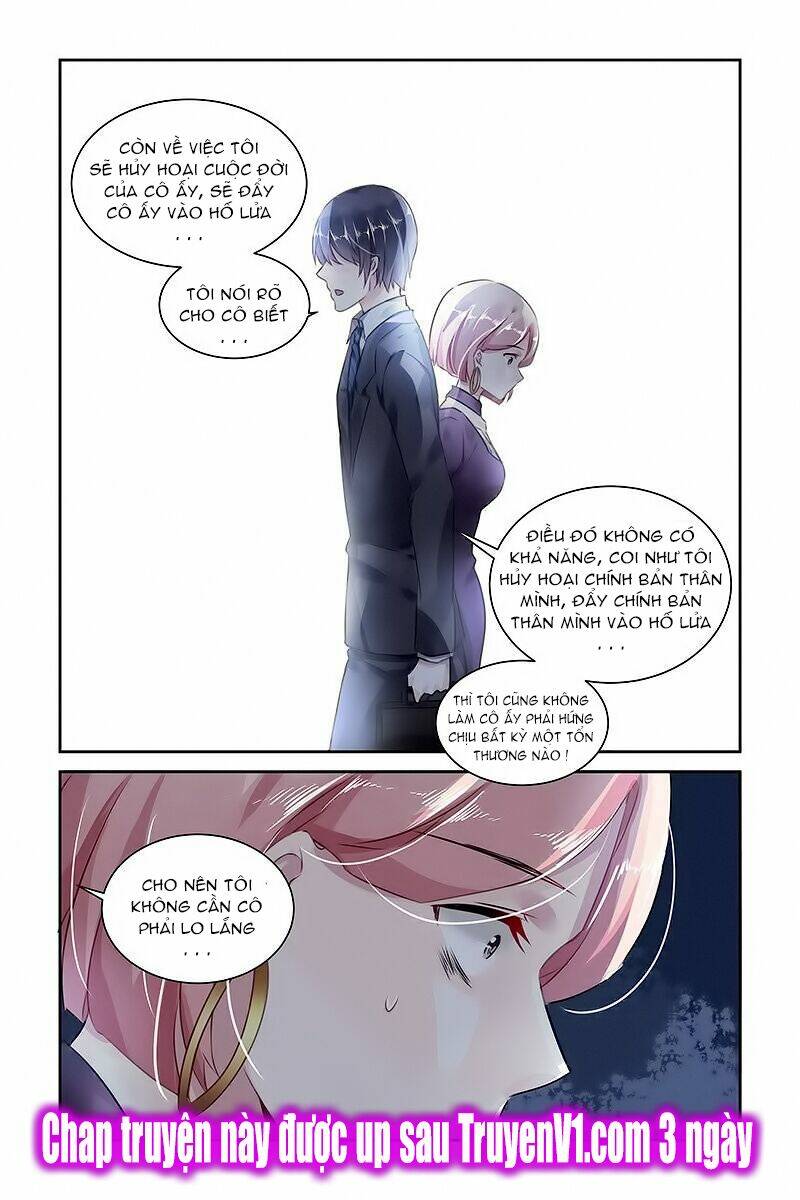 CÒN VỀ VIỆC TÔI
SẼ HỦY HOẠI CUỘC ĐỜI
CỦA CÔ ẤY, SẼ ĐẨY
CÔ ẤY VÀO HỐ LỬA
...
TÔI NÓI RÕ
CHO CÔ BIẾT
...
ĐIỀU ĐÓ KHÔNG CÓ
KHẢ NĂNG, COI NHƯ TÔI
HỦY HOẠI CHÍNH BẢN THÂN
MÌNH, ĐẨY CHÍNH BẢN
THÂN MÌNH VÀO HỐ LỬA
...
THÌ TÔI CŨNG KHÔNG
LÀM CÔ ẤY PHẢI HỨNG
CHỊU BẤT KỲ MỘT TỔN
THƯƠNG NÀO !
CHO NÊN TÔI
KHÔNG CẦN CÔ
PHẢI LO LẮNG
...
Chap truyện này được up sau TruyenV1.com 3 ngày